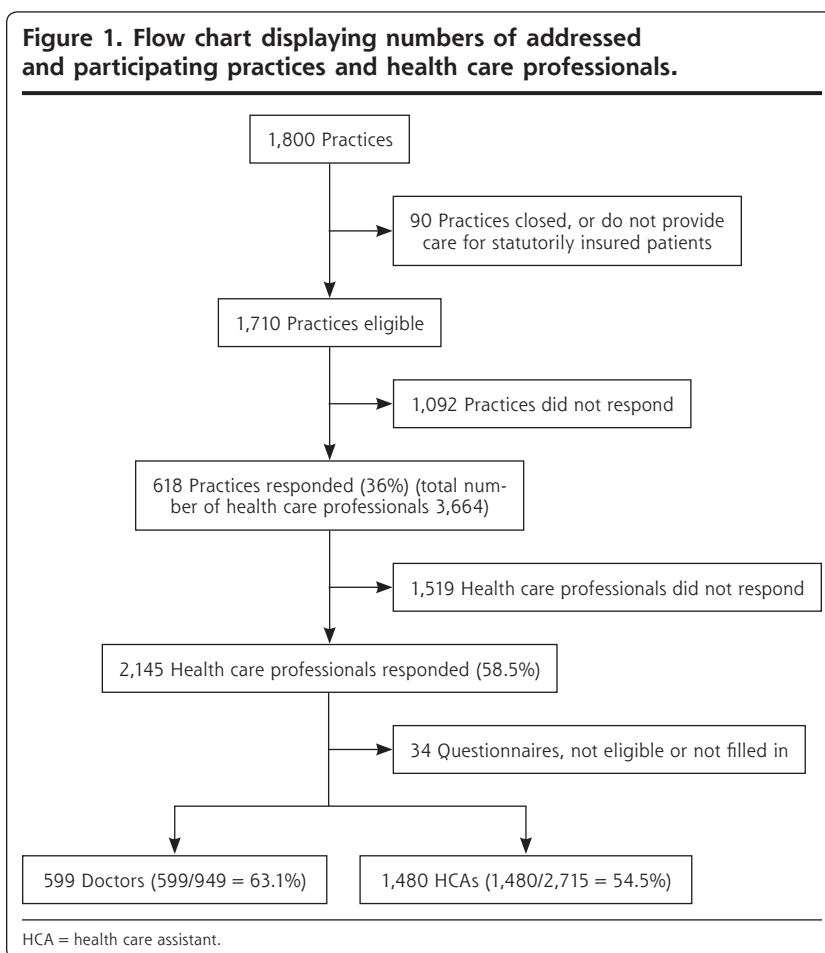 Figure 1. Flow chart displaying numbers of addressed
and participating practices and health care professionals.
1,800 Practices
90 Practices closed, or do not provide
care for statutorily insured patients
1,710 Practices eligible
1,092 Practices did not respond
618 Practices responded (36%) (total num-
ber of health care professionals 3,664)
1,519 Health care professionals did not respond
2,145 Health care professionals responded (58.5%)
34 Questionnaires, not eligible or not filled in
599 Doctors (599/949 = 63.1%)
1,480 HCAs (1,480/2,715 = 54.5%)
HCA = health care assistant.